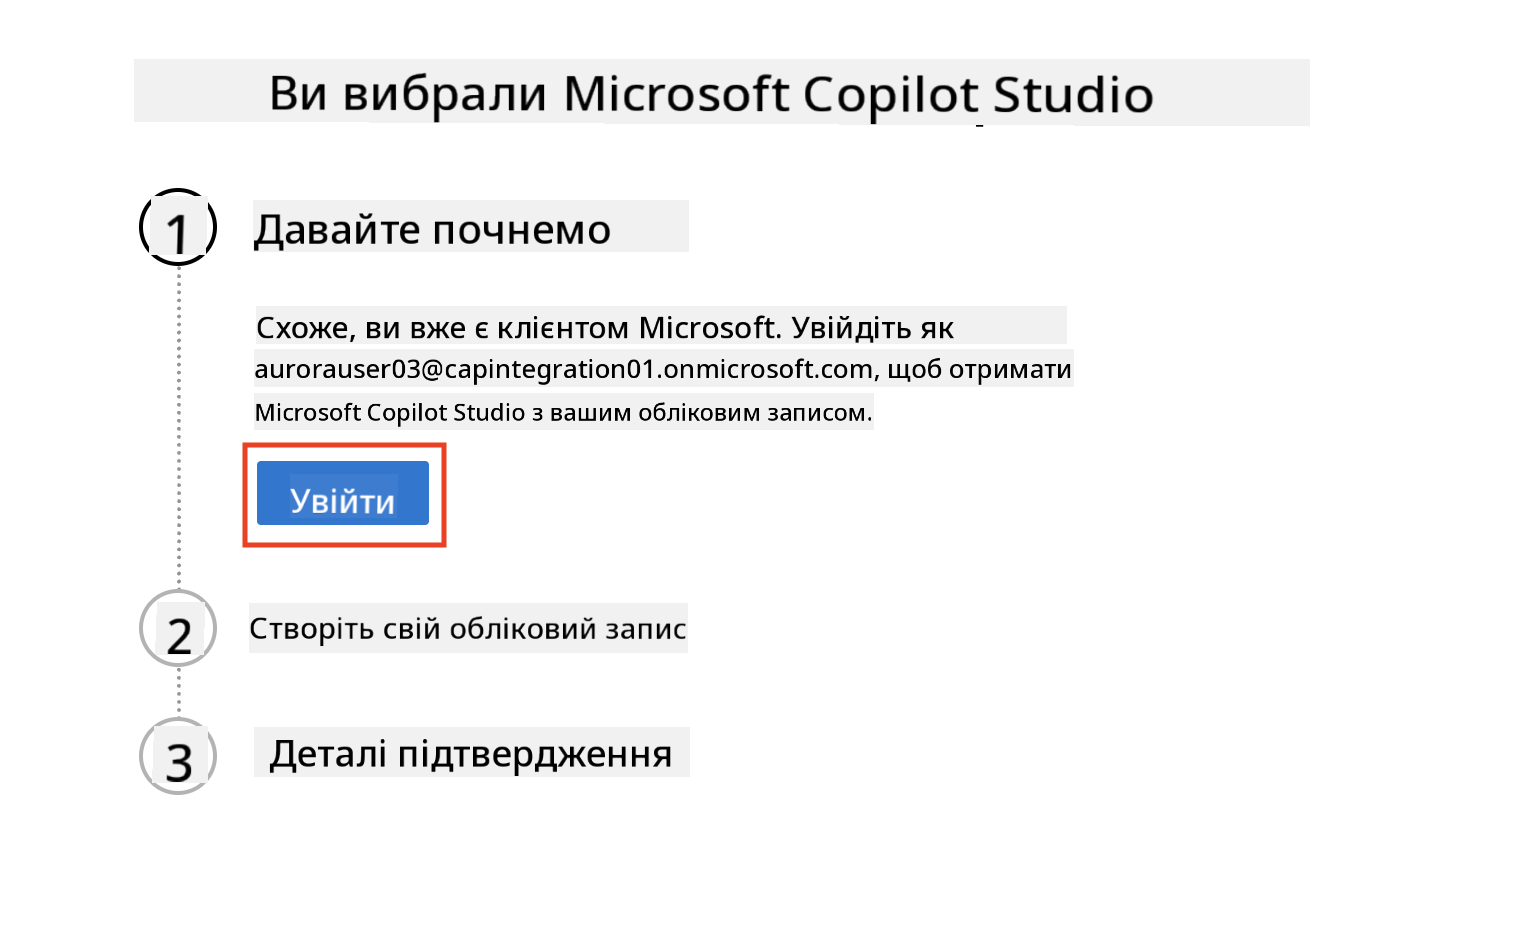 Ви вибрали Microsoft Copilot Studio
1
Давайте почнемо
Схоже, ви вже є клієнтом Microsoft. Увійдіть як
aurorauser03@capintegration01.onmicrosoft.com, щоб отримати
Microsoft Copilot Studio з вашим обліковим записом.
Увійти
2
Створіть свій обліковий запис
3
Деталі підтвердження